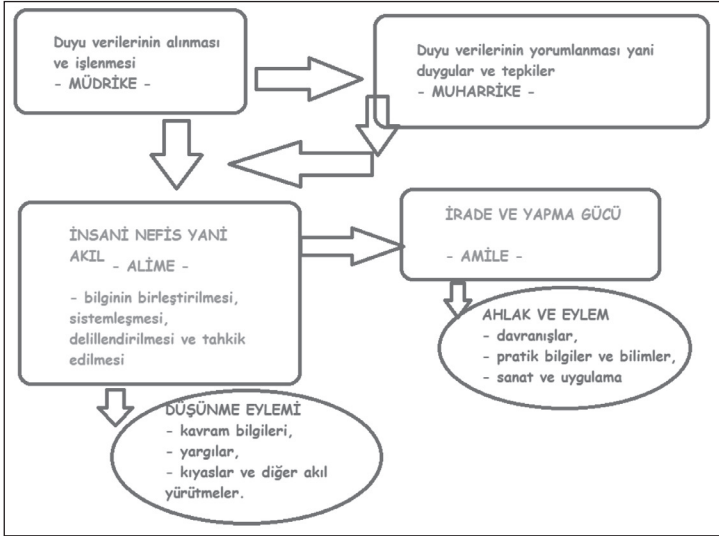 Duyu verilerinin alınması
ve işlenmesi
- MÜDRİKE -
Duyu verilerinin yorumlanması yani
duygular ve tepkiler
- MUHARRİKE -
İNSANİ NEFİS YANİ
AKIL
- ALİME -
- bilginin birleştirilmesi,
sistemleşmesi,
delillendirilmesi ve tahkik
edilmesi
İRADE VE YAPMA GÜCÜ
- AMİLE -
AHLAK VE EYLEM
- davranışlar,
- pratik bilgiler ve bilimler,
- sanat ve uygulama
DÜŞÜNME EYLEMİ
- kavram bilgileri,
- yargılar,
- kıyaslar ve diğer akıl
yürütmeler.